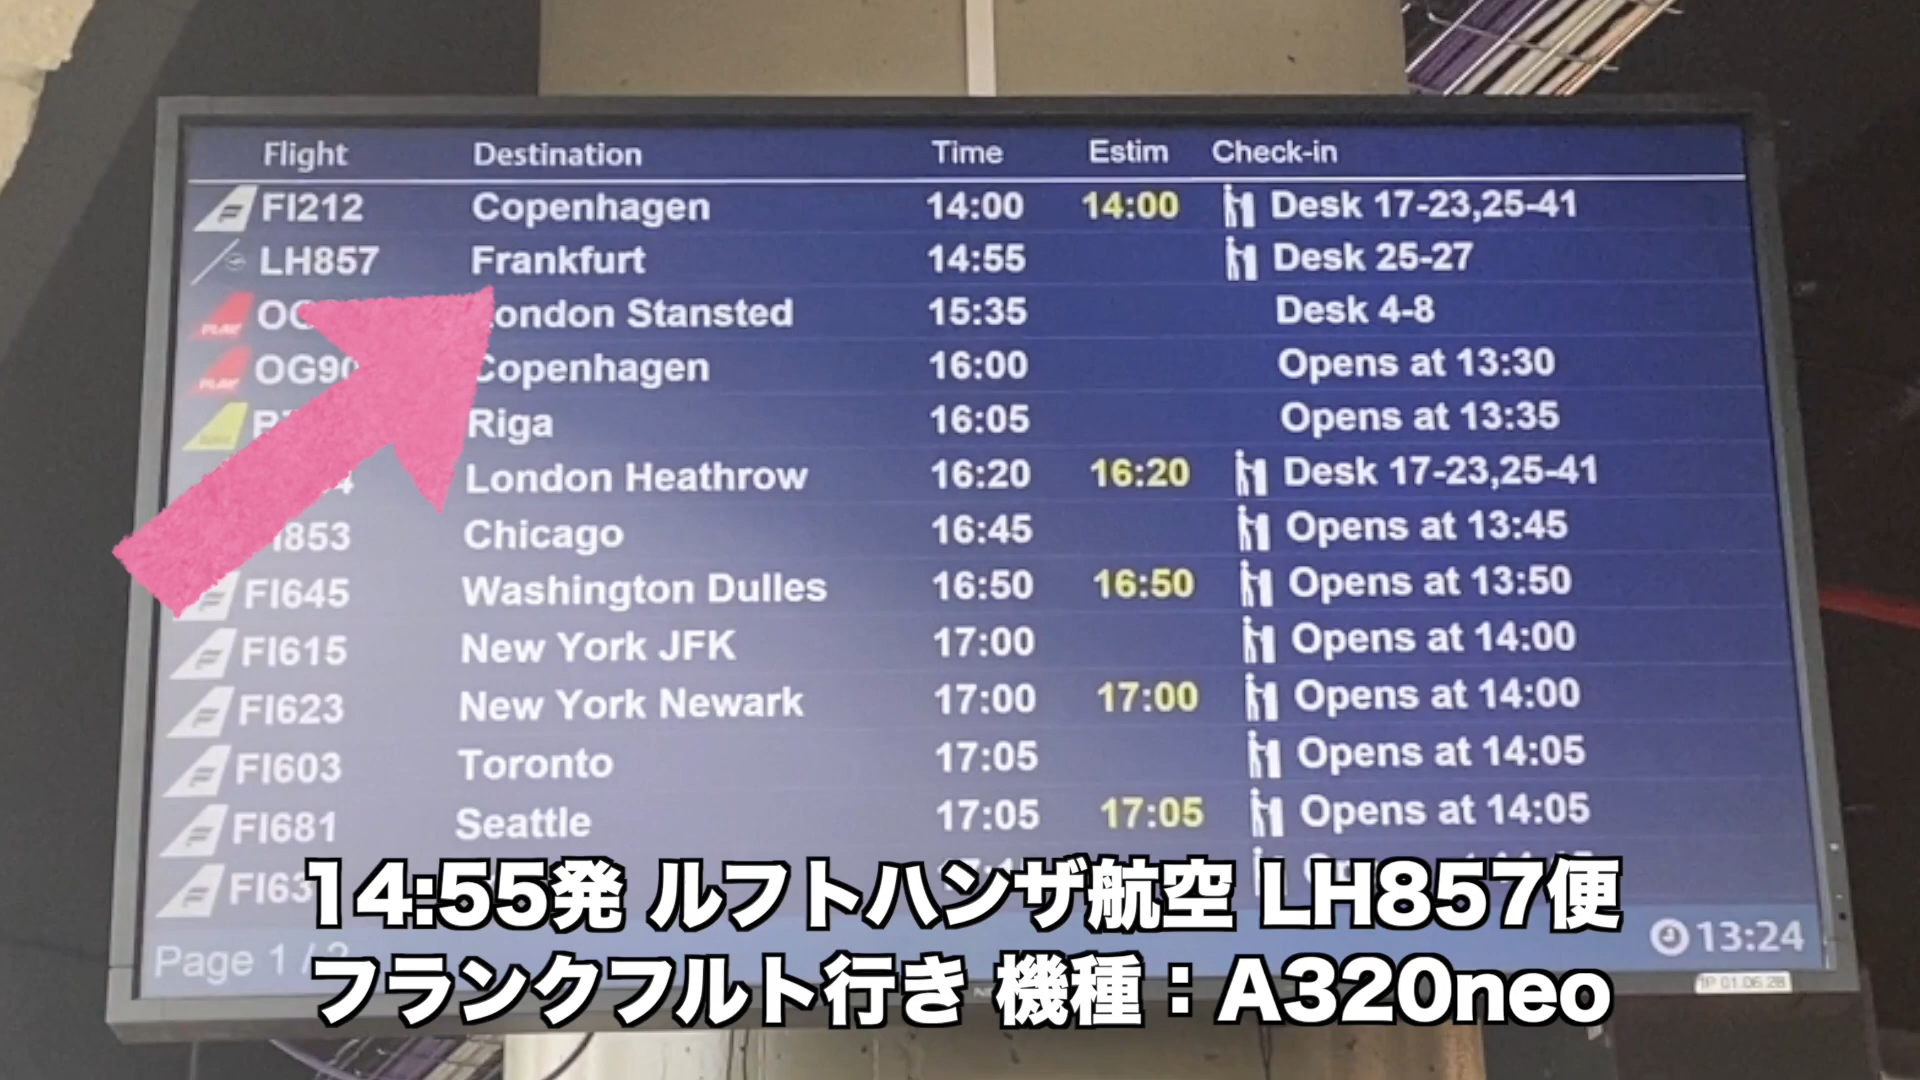 Flight Destination Time Estim Check-in
FI212 Copenhagen 14:00 14:00 Desk 17-23,25-41
LH857 Frankfurt 14:55 Desk 25-27
PLAY London Stansted 15:35 Desk 4-8
PLAY Copenhagen 16:00 Opens at 13:30
Riga 16:05 Opens at 13:35
London Heathrow 16:20 16:20 Desk 17-23,25-41
Chicago 16:45 Opens at 13:45
FI645 Washington Dulles 16:50 16:50 Opens at 13:50
FI615 New York JFK 17:00 Opens at 14:00
FI623 New York Newark 17:00 17:00 Opens at 14:00
FI603 Toronto 17:05 Opens at 14:05
FI681 Seattle 17:05 17:05 Opens at 14:05
14:55発 ルフトハンザ航空 LH857便
Page 1 / 2 13:24
フランクフルト行き 機種：A320neo